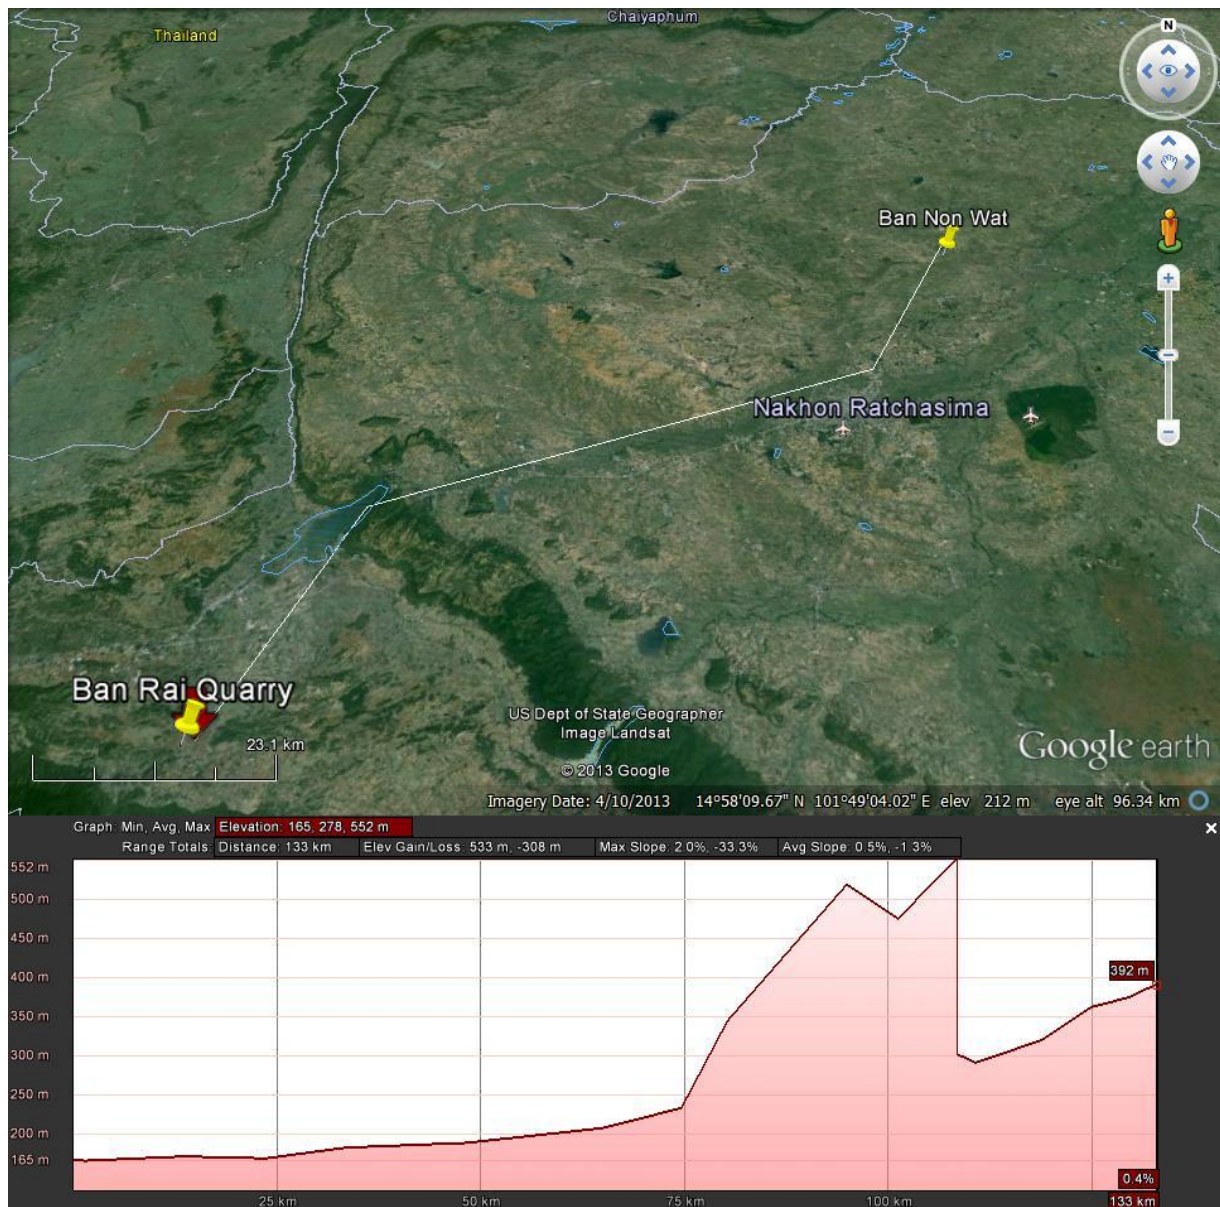 Chaiyaphum
Thailand
N
Ban Non Wat
Nakhon Ratchasima
Ban Rai Quarry
23.1 km
US Dept of State Geographer
Image Landsat
© 2013 Google
Google earth
Imagery Date: 4/10/2013 14°58'09.67" N 101°49'04.02" E elev 212 m eye alt 96.34 km
Graph: Min, Avg, Max Elevation: 165, 278, 552 m
Range Totals: Distance: 133 km Elev Gain/Loss: 533 m, -308 m Max Slope: 2.0%, -33.3% Avg Slope: 0.5%, -1.3%
552 m
500 m
450 m
400 m
392 m
350 m
300 m
250 m
200 m
165 m
0.4%
25 km 50 km 75 km 100 km 133 km